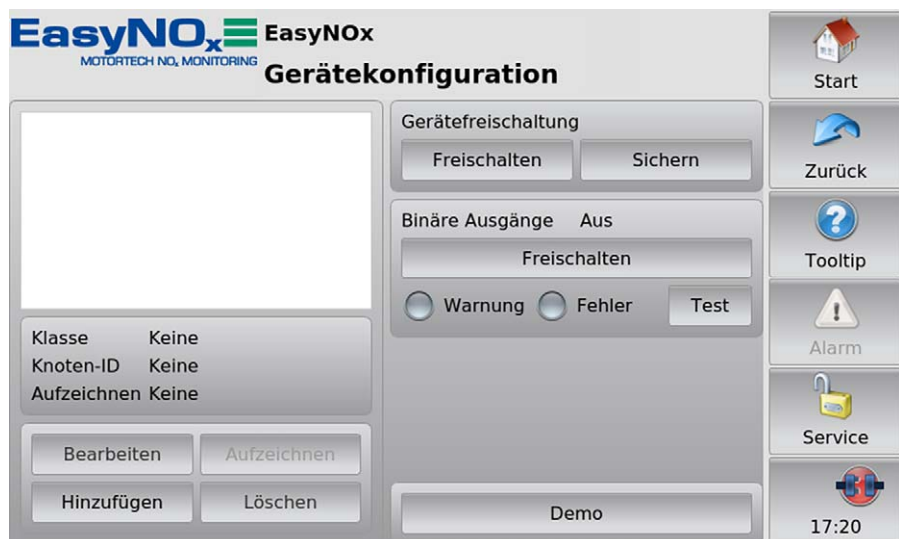 EasyNOx
MOTORTECH NOx MONITORING
EasyNOx
Gerätekonfiguration
Klasse Keine
Knoten-ID Keine
Aufzeichnen Keine
Bearbeiten Aufzeichnen
Hinzufügen Löschen
Gerätefreischaltung
Freischalten Sichern
Binäre Ausgänge Aus
Freischalten
Warnung Fehler Test
Demo
Start
Zurück
Tooltip
Alarm
Service
17:20